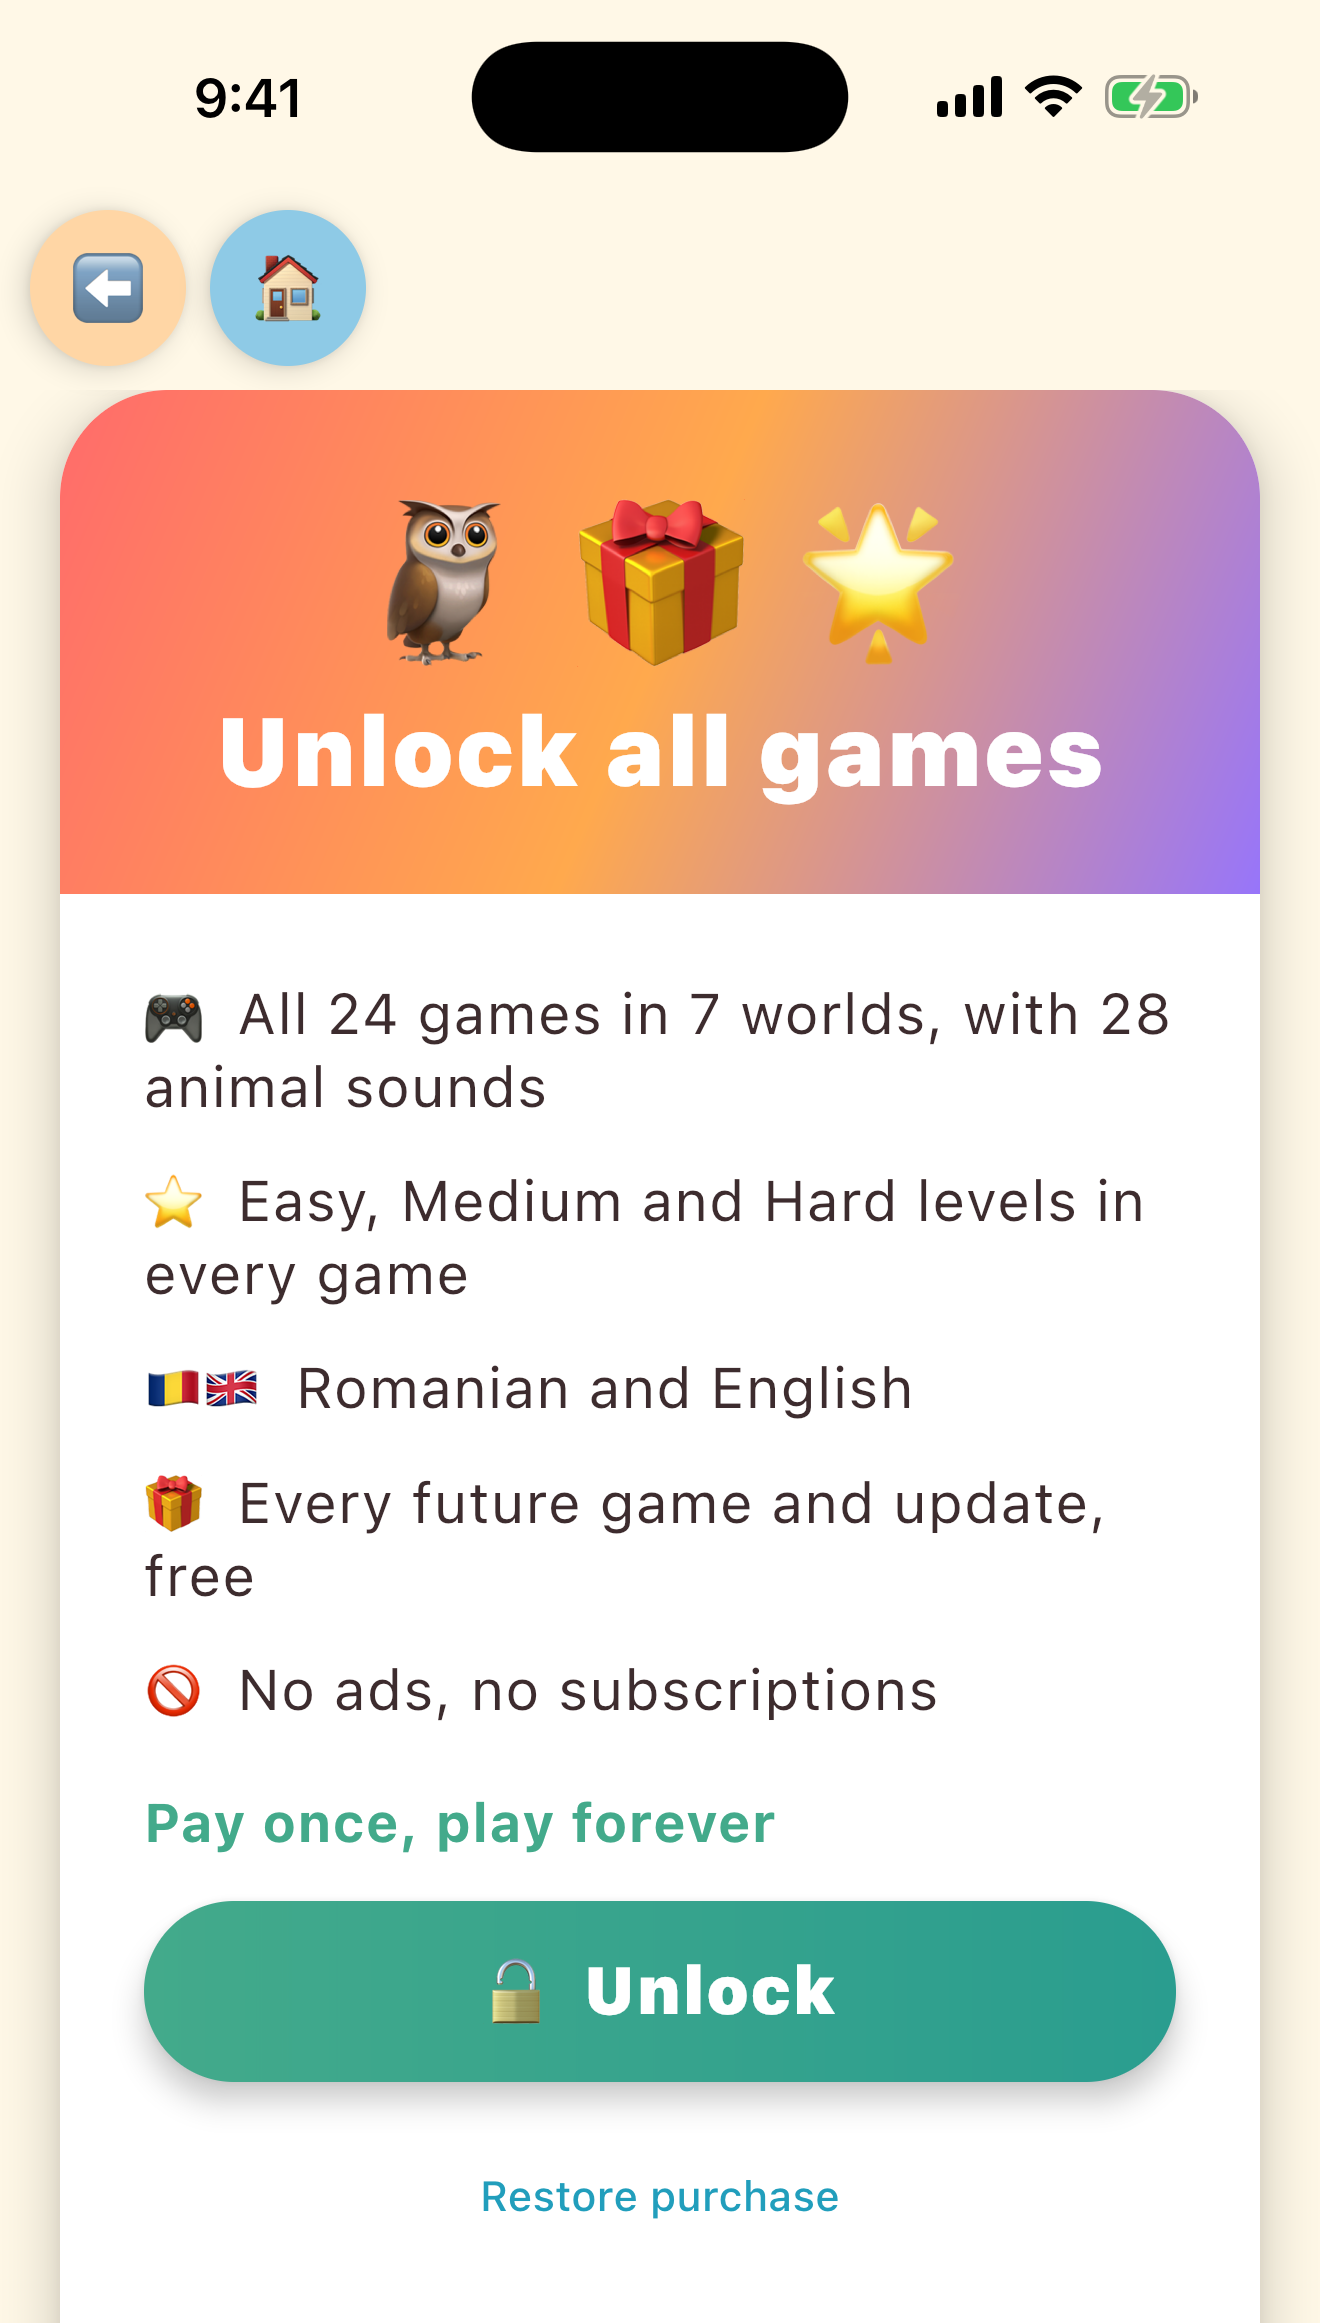 9:41
Unlock all games
All 24 games in 7 worlds, with 28
animal sounds
Easy, Medium and Hard levels in
every game
Romanian and English
Every future game and update,
free
No ads, no subscriptions
Pay once, play forever
Unlock
Restore purchase